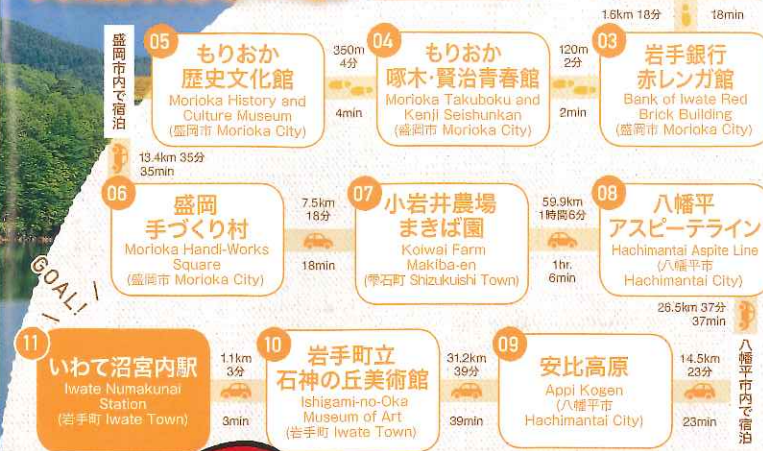 1.6km 18分
18min
03
岩手銀行
赤レンガ館
Bank of Iwate Red
Brick Building
(盛岡市 Morioka City)
120m
2分
2min
04
もりおか
啄木・賢治青春館
Morioka Takuboku and
Kenji Seishunkan
(盛岡市 Morioka City)
350m
4分
4min
05
もりおか
歴史文化館
Morioka History and
Culture Museum
(盛岡市 Morioka City)
盛岡市内で宿泊
13.4km 35分
35min
06
盛岡
手づくり村
Morioka Handi-Works
Square
(盛岡市 Morioka City)
7.5km
18分
18min
07
小岩井農場
まきば園
Koiwai Farm
Makiba-en
(雫石町 Shizukuishi Town)
59.9km
1時間6分
1hr.
6min
08
八幡平
アスピーテライン
Hachimantai Aspite Line
(八幡平市
Hachimantai City)
26.5km 37分
37min
八幡平市内で宿泊
14.5km
23分
23min
09
安比高原
Appi Kogen
(八幡平市
Hachimantai City)
31.2km
39分
39min
10
岩手町立
石神の丘美術館
Ishigami-no-Oka
Museum of Art
(岩手町 Iwate Town)
1.1km
3分
3min
GOAL!
11
いわて沼宮内駅
Iwate Numakunai
Station
(岩手町 Iwate Town)